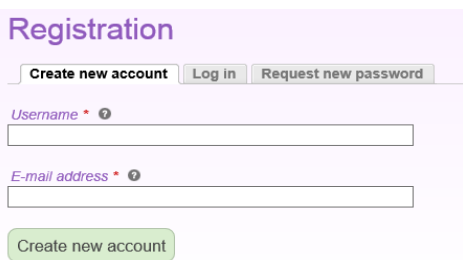 Registration
Create new account Log in Request new password
Username * ?
E-mail address * ?
Create new account